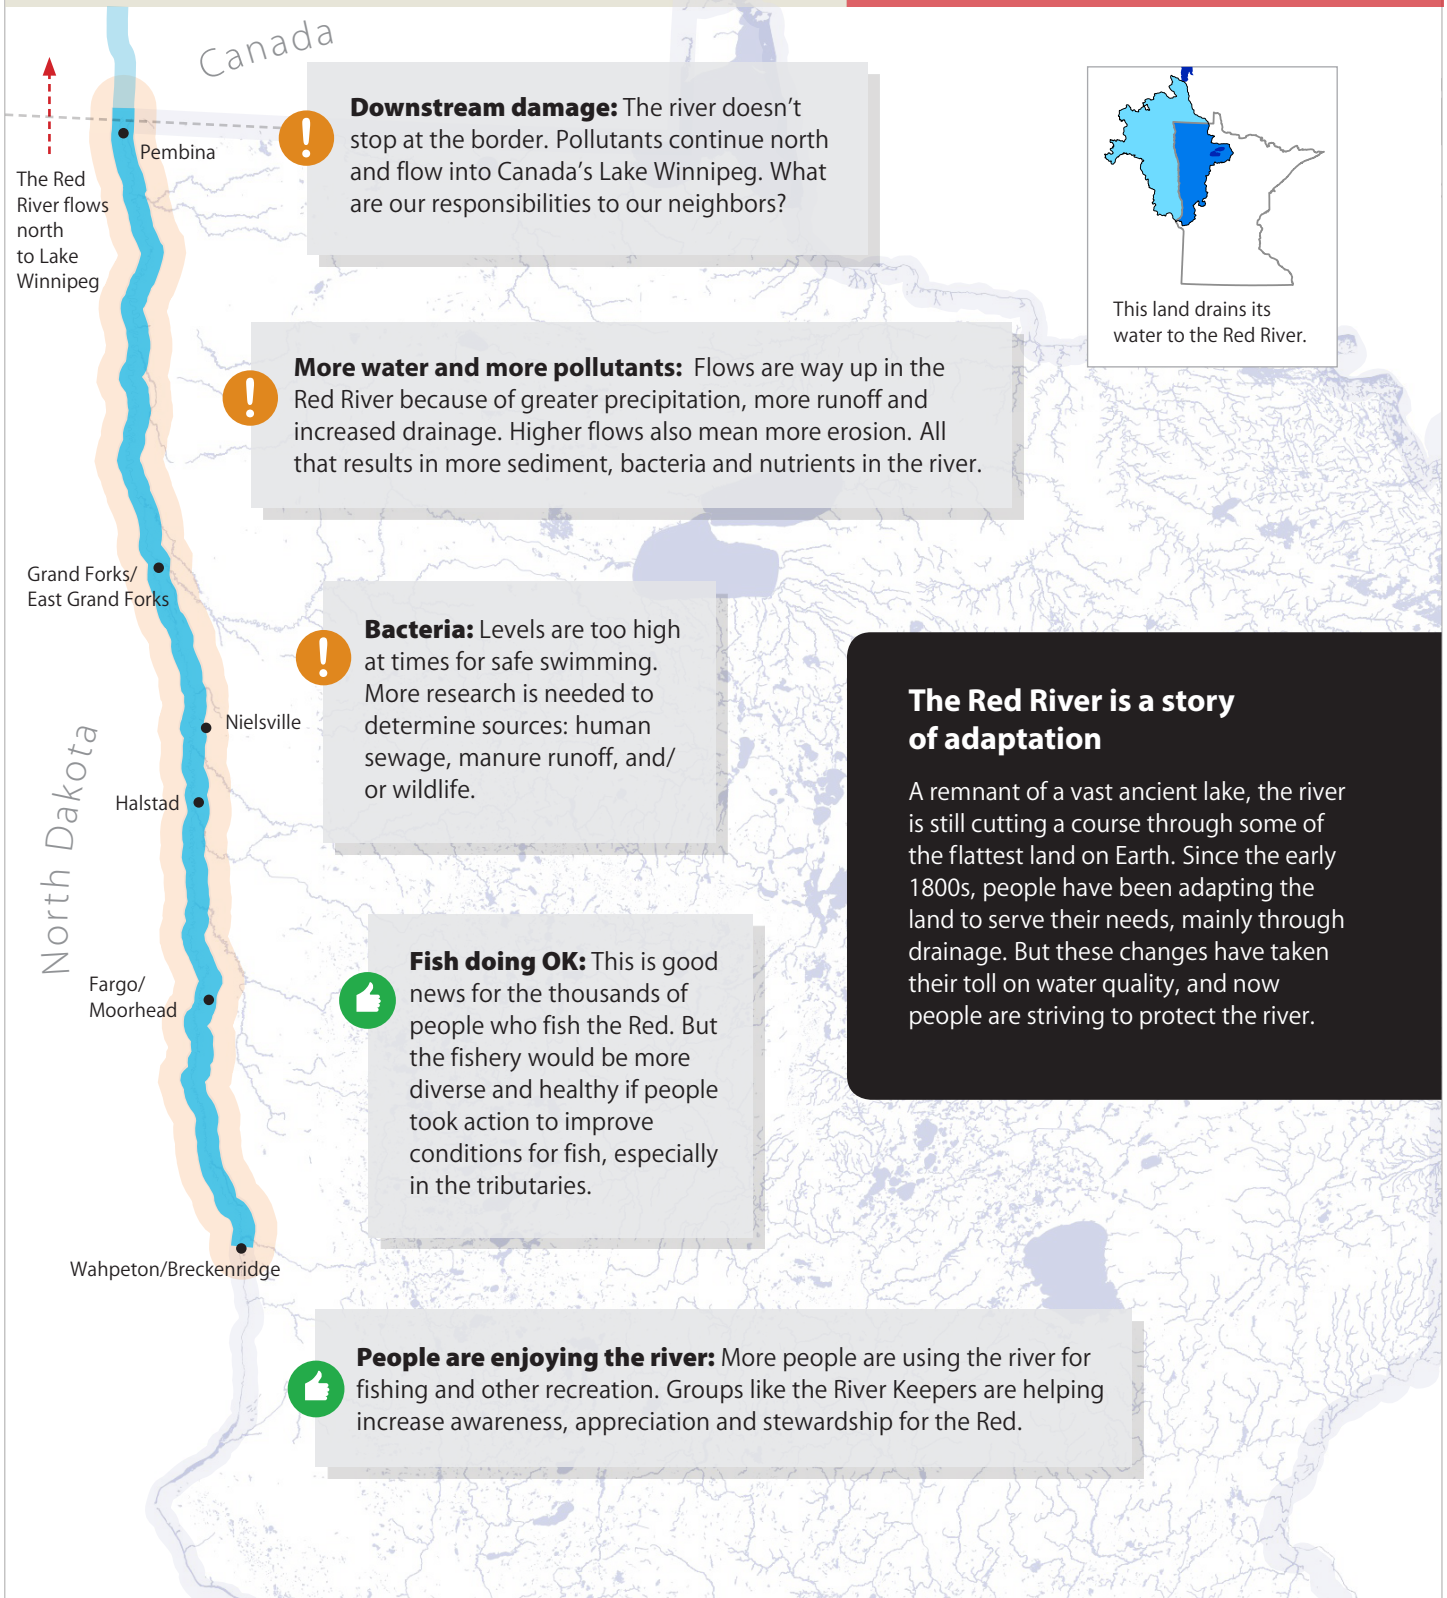 Canada
Pembina
The Red
River flows
north
to Lake
Winnipeg
Downstream damage: The river doesn’t
stop at the border. Pollutants continue north
and flow into Canada’s Lake Winnipeg. What
are our responsibilities to our neighbors?
This land drains its
water to the Red River.
More water and more pollutants: Flows are way up in the
Red River because of greater precipitation, more runoff and
increased drainage. Higher flows also mean more erosion. All
that results in more sediment, bacteria and nutrients in the river.
Grand Forks/
East Grand Forks
Bacteria: Levels are too high
at times for safe swimming.
More research is needed to
determine sources: human
sewage, manure runoff, and/
or wildlife.
Nielsville
Halstad
North Dakota
The Red River is a story
of adaptation
A remnant of a vast ancient lake, the river
is still cutting a course through some of
the flattest land on Earth. Since the early
1800s, people have been adapting the
land to serve their needs, mainly through
drainage. But these changes have taken
their toll on water quality, and now
people are striving to protect the river.
Fargo/
Moorhead
Fish doing OK: This is good
news for the thousands of
people who fish the Red. But
the fishery would be more
diverse and healthy if people
took action to improve
conditions for fish, especially
in the tributaries.
Wahpeton/Breckenridge
People are enjoying the river: More people are using the river for
fishing and other recreation. Groups like the River Keepers are helping
increase awareness, appreciation and stewardship for the Red.